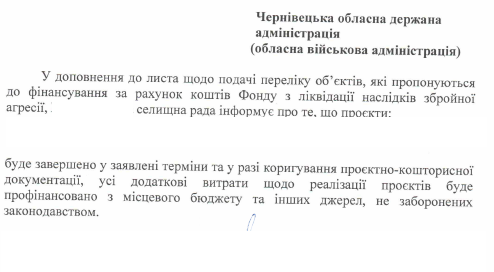 Чернівецька обласна держана
адміністрація
(обласна військова адміністрація)
У доповнення до листа щодо подачі переліку об’єктів, які пропонуються
до фінансування за рахунок коштів Фонду з ліквідації наслідків збройної
агресії, селищна рада інформує про те, що проєкти:
буде завершено у заявлені терміни та у разі коригування проєктно-кошторисної
документації, усі додаткові витрати щодо реалізації проєктів буде
профінансовано з місцевого бюджету та інших джерел, не заборонених
законодавством.